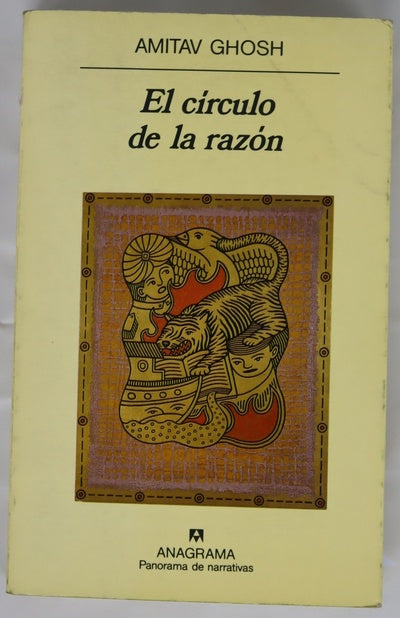 AMITAV GHOSH
El círculo
de la razón
ANAGRAMA
Panorama de narrativas